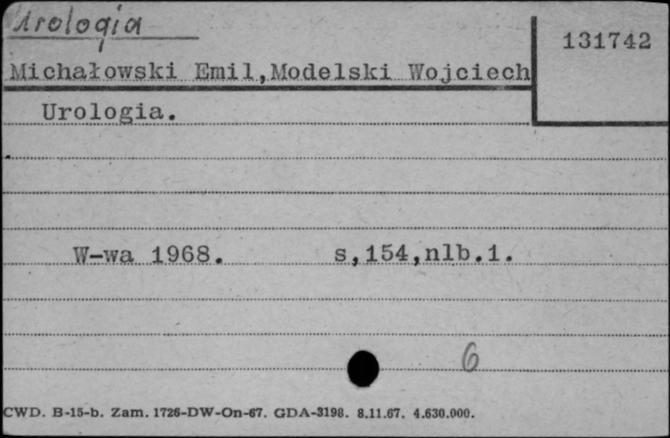 Urologia
131742
Michałowski Emil,Modelski Wojciech
Urologia.
W-wa 1968. s,154,nlb.1.
6
CWD. B-15-b. Zam. 1726-DW-On-67. GDA-3198. 8.11.67. 4.630.000.